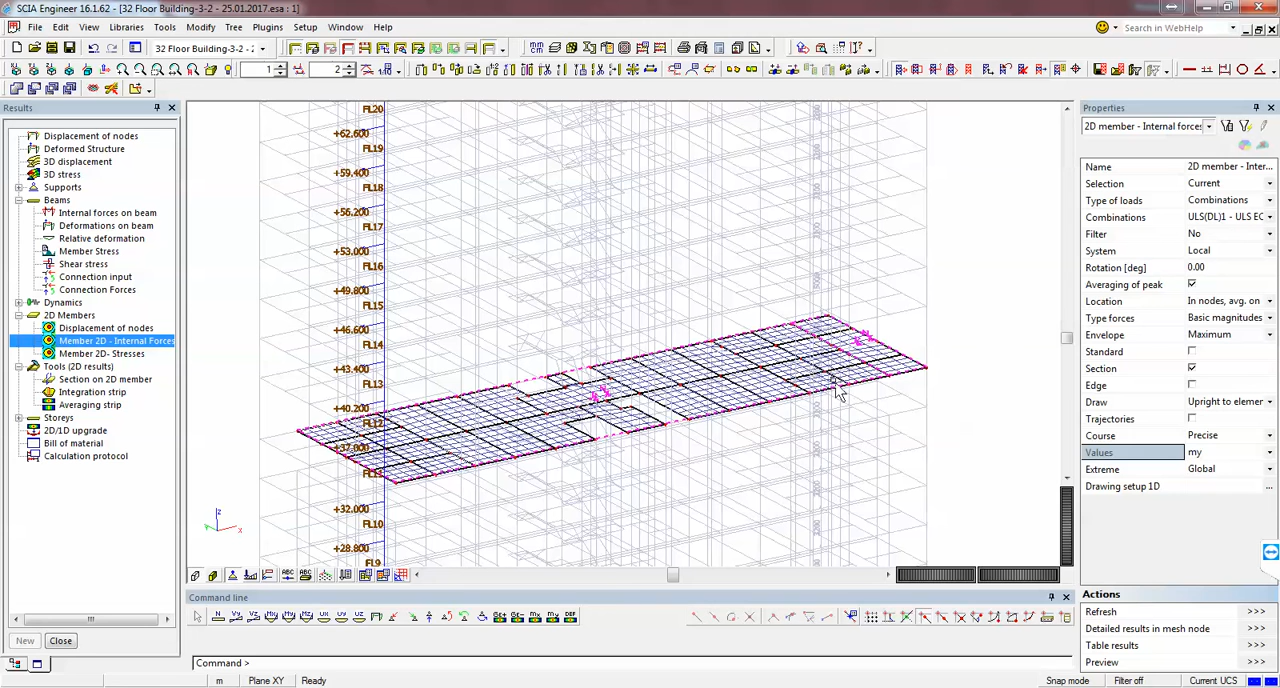 SCIA Engineer 16.1.62 - [32 Floor Building-3-2 - 25.01.2017.esa : 1]
File Edit View Libraries Tools Modify Tree Plugins Setup Window Help
Search in WebHelp
32 Floor Building-3-2 - 2
1 2
Results
Displacement of nodes
Deformed Structure
3D displacement
3D stress
Supports
Beams
Internal forces on beam
Deformations on beam
Relative deformation
Member Stress
Shear stress
Connection input
Connection Forces
Dynamics
2D Members
Displacement of nodes
Member 2D - Internal Forces
Member 2D- Stresses
Tools (2D results)
Section on 2D member
Integration strip
Averaging strip
Storeys
2D/1D upgrade
Bill of material
Calculation protocol
New Close
FL20
+62.600
FL19
+59.400
FL18
+56.200
FL17
+53.000
FL16
+49.800
FL15
+46.600
FL14
+43.400
FL13
+40.200
FL12
+37.000
FL11
+32.000
FL10
+28.800
FL9
Z
X
Y
Properties
2D member - Internal forces
Name 2D member - Inter...
Selection Current
Type of loads Combinations
Combinations ULS(DL)1 - ULS EC
Filter No
System Local
Rotation [deg] 0.00
Averaging of peak
Location In nodes, avg. on
Type forces Basic magnitudes
Envelope Maximum
Standard
Section
Edge
Draw Upright to elemer
Trajectories
Course Precise
Values my
Extreme Global
Drawing setup 1D ...
Actions
Refresh >>>
Detailed results in mesh node >>>
Table results >>>
Preview >>>
Command line
Command >
m Plane XY Ready Snap mode Filter off Current UCS